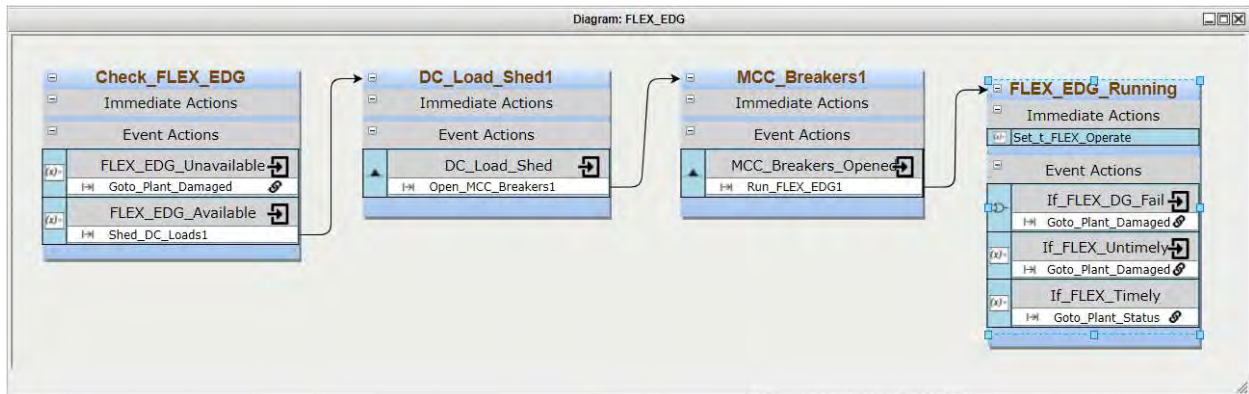 Diagram: FLEX_EDG
Check_FLEX_EDG
Immediate Actions
Event Actions
(x)= FLEX_EDG_Unavailable
Goto_Plant_Damaged
(x)= FLEX_EDG_Available
Shed_DC_Loads1
DC_Load_Shed1
Immediate Actions
Event Actions
DC_Load_Shed
Open_MCC_Breakers1
MCC_Breakers1
Immediate Actions
Event Actions
MCC_Breakers_Opened
Run_FLEX_EDG1
FLEX_EDG_Running
Immediate Actions
Set_t_FLEX_Operate
Event Actions
If_FLEX_DG_Fail
Goto_Plant_Damaged
(x)= If_FLEX_Untimely
Goto_Plant_Damaged
(x)= If_FLEX_Timely
Goto_Plant_Status